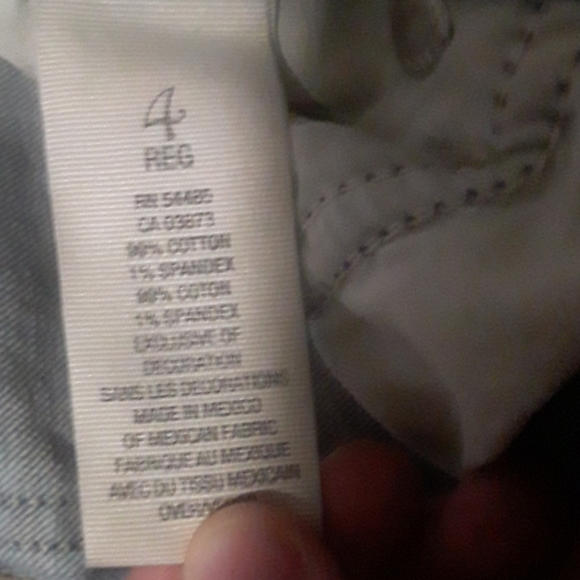 4
REG
RN 54485
CA 03873
99% COTTON
1% SPANDEX
99% COTON
1% SPANDEX
EXCLUSIVE OF
DECORATION
SANS LES DECORATIONS
MADE IN MEXICO
OF MEXICAN FABRIC
FABRIQUE AU MEXIQUE
AVEC DU TISSU MEXICAIN